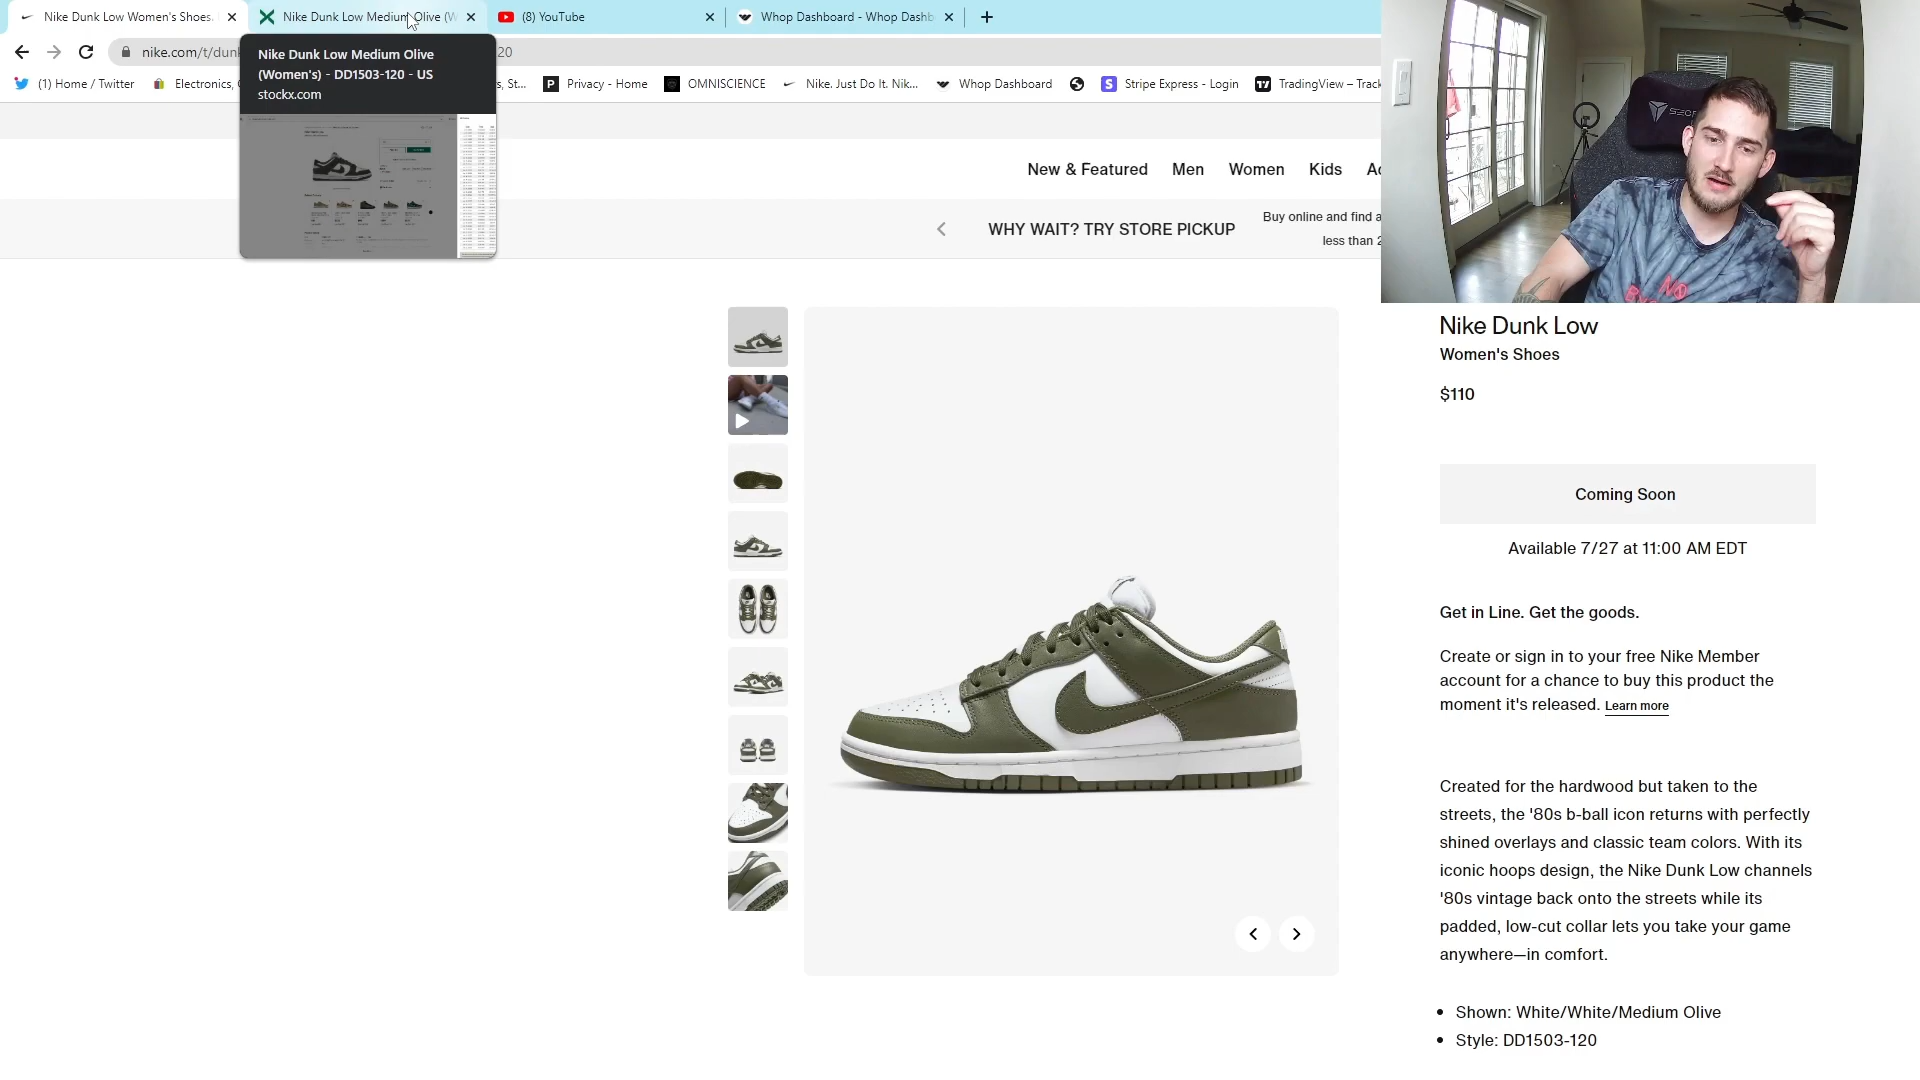 Nike Dunk Low Women's Shoes.
Nike Dunk Low Medium Olive (W
(8) YouTube
Whop Dashboard - Whop Dashb
nike.com/t/dun
20
Nike Dunk Low Medium Olive
(Women's) - DD1503-120 - US
stockx.com
(1) Home / Twitter
Electronics,
s, St...
Privacy - Home
OMNISCIENCE
Nike. Just Do It. Nik...
Whop Dashboard
Stripe Express - Login
TradingView – Track
New & Featured
Men
Women
Kids
WHY WAIT? TRY STORE PICKUP
Buy online and find a
less than 2
Nike Dunk Low
Women's Shoes
$110
Coming Soon
Available 7/27 at 11:00 AM EDT
Get in Line. Get the goods.
Create or sign in to your free Nike Member
account for a chance to buy this product the
moment it's released. Learn more
Created for the hardwood but taken to the
streets, the '80s b-ball icon returns with perfectly
shined overlays and classic team colors. With its
iconic hoops design, the Nike Dunk Low channels
'80s vintage back onto the streets while its
padded, low-cut collar lets you take your game
anywhere—in comfort.
Shown: White/White/Medium Olive
Style: DD1503-120